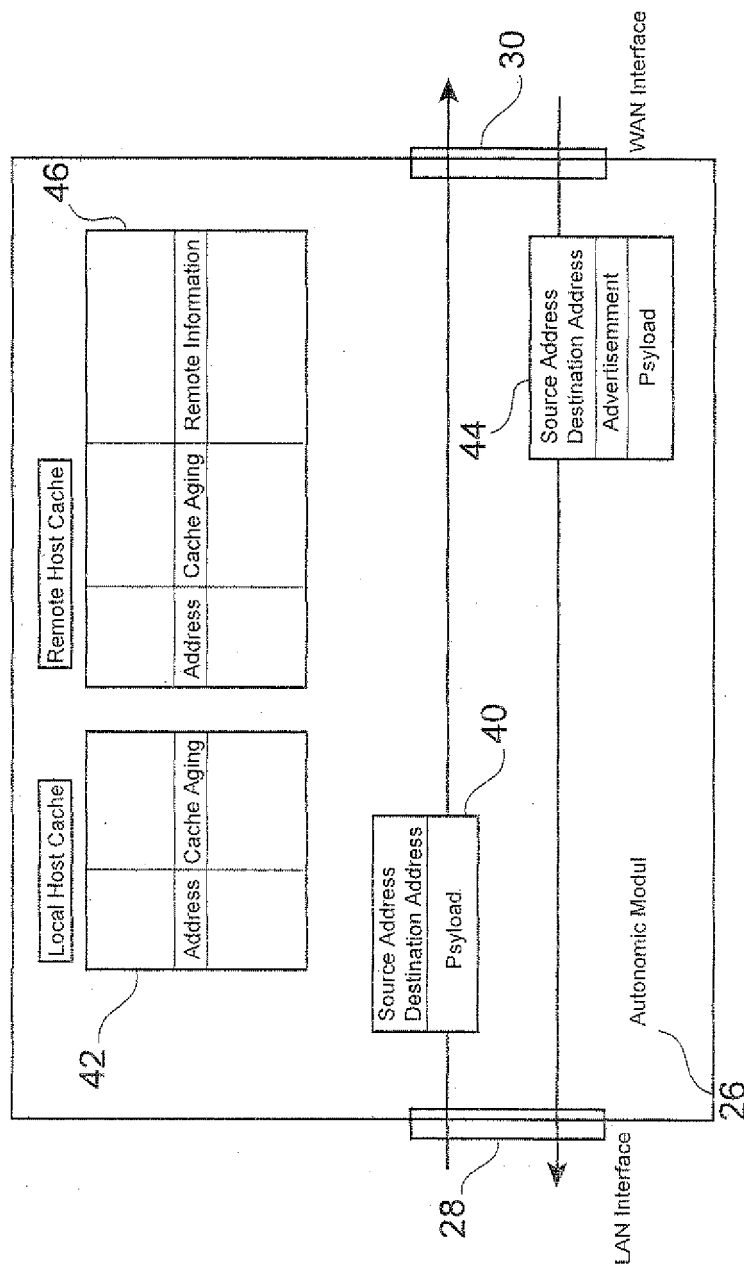 Local Host Cache
Remote Host Cache
42
Address
Cache Aging
46
Address
Cache Aging
Remote Information
40
Source Address
Destination Address
Psyload.
44
Source Address
Destination Address
Advertisemment
Psyload
28
LAN Interface
30
WAN Interface
26
Autonomic Modul